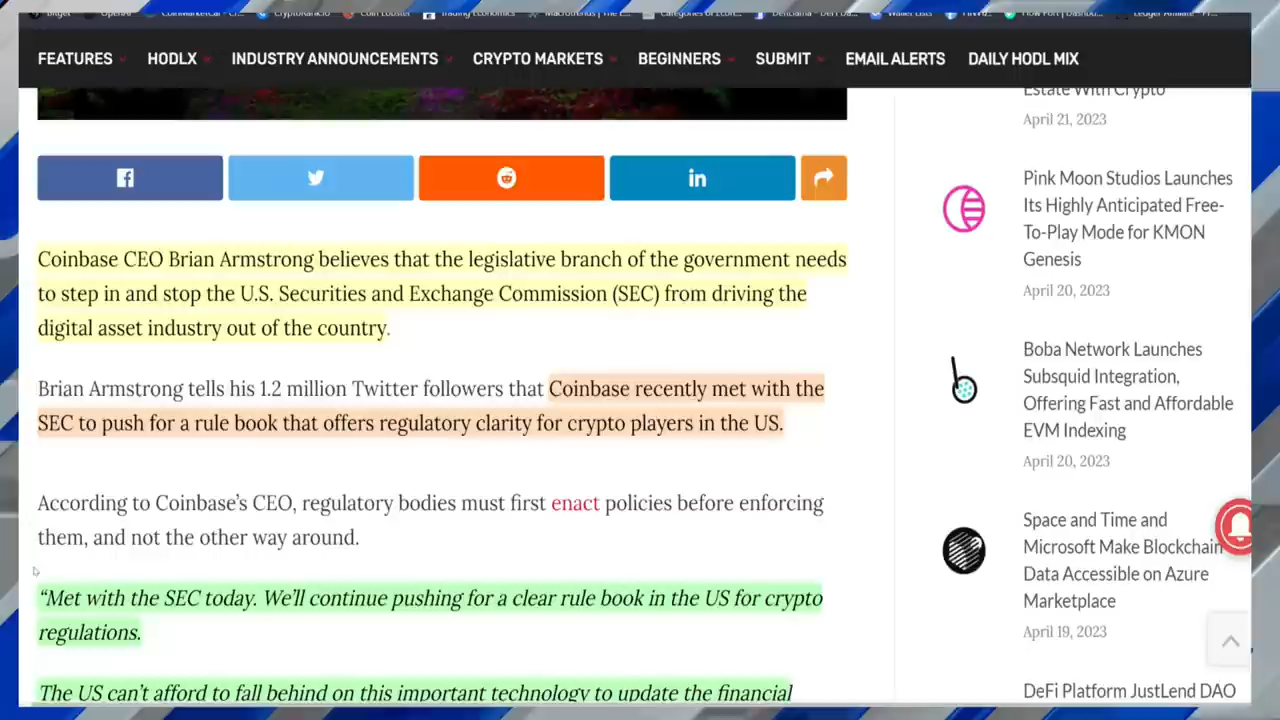 FEATURES HODLX INDUSTRY ANNOUNCEMENTS CRYPTO MARKETS BEGINNERS SUBMIT EMAIL ALERTS DAILY HODL MIX
Coinbase CEO Brian Armstrong believes that the legislative branch of the government needs
to step in and stop the U.S. Securities and Exchange Commission (SEC) from driving the
digital asset industry out of the country.
Brian Armstrong tells his 1.2 million Twitter followers that Coinbase recently met with the
SEC to push for a rule book that offers regulatory clarity for crypto players in the US.
According to Coinbase’s CEO, regulatory bodies must first enact policies before enforcing
them, and not the other way around.
“Met with the SEC today. We’ll continue pushing for a clear rule book in the US for crypto
regulations.
The US can’t afford to fall behind on this important technology to update the financial
Estate With Crypto
April 21, 2023
Pink Moon Studios Launches
Its Highly Anticipated Free-
To-Play Mode for KMON
Genesis
April 20, 2023
Boba Network Launches
Subsquid Integration,
Offering Fast and Affordable
EVM Indexing
April 20, 2023
Space and Time and
Microsoft Make Blockchain
Data Accessible on Azure
Marketplace
April 19, 2023
DeFi Platform JustLend DAO